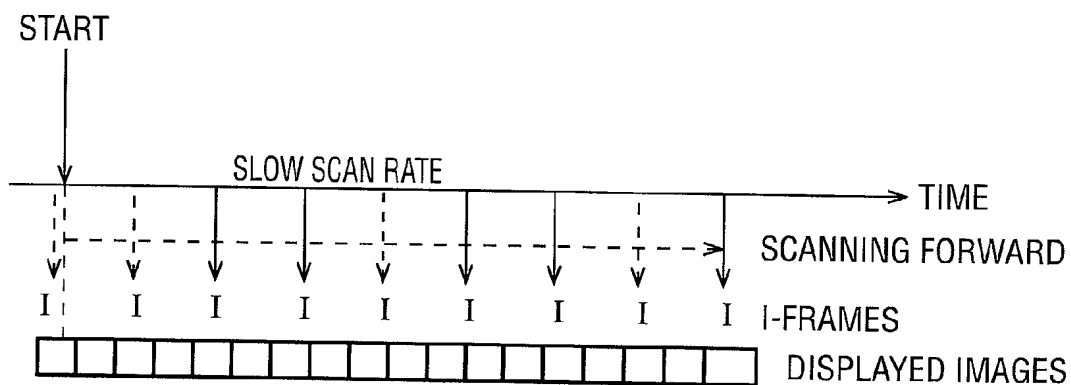 START
SLOW SCAN RATE
TIME
SCANNING FORWARD
I I I I I I I I I I-FRAMES
DISPLAYED IMAGES